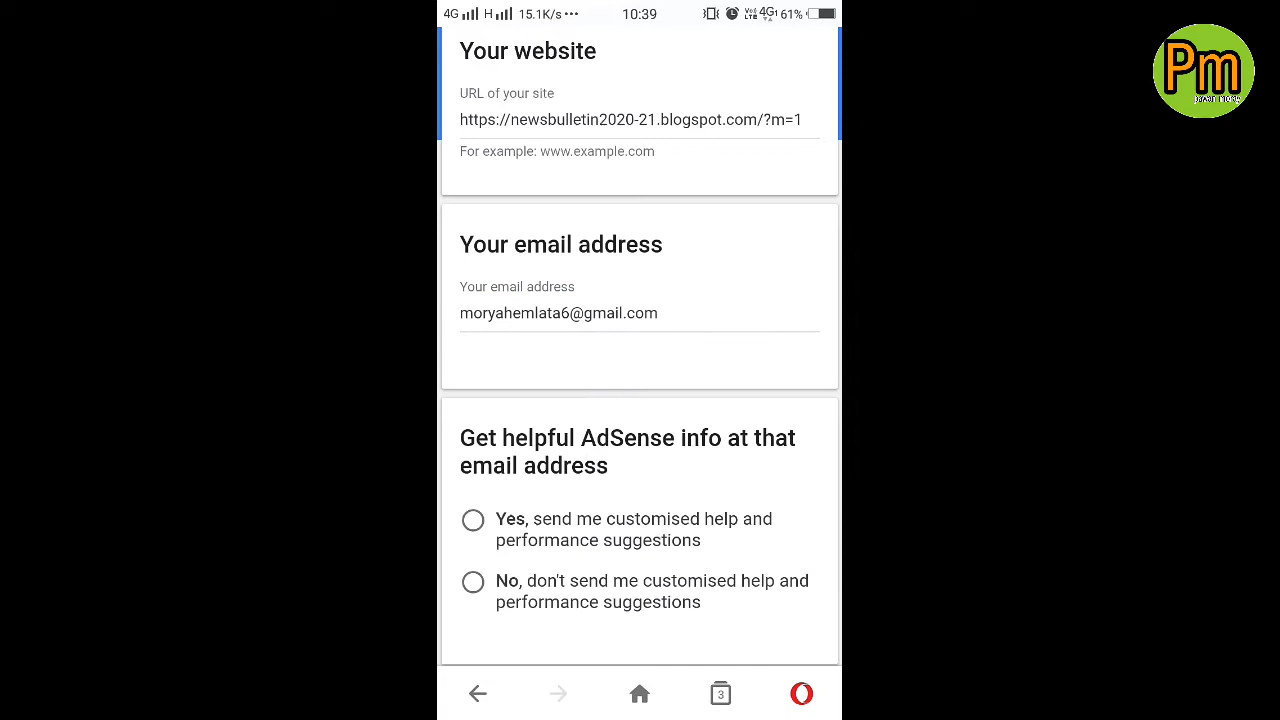 4G H 15.1K/s ••• 10:39 VoI LTE 4G 61%
Pm
Your website
URL of your site
https://newsbulletin2020-21.blogspot.com/?m=1
For example: www.example.com
Your email address
Your email address
moryahemlata6@gmail.com
Get helpful AdSense info at that
email address
Yes, send me customised help and
performance suggestions
No, don't send me customised help and
performance suggestions
3